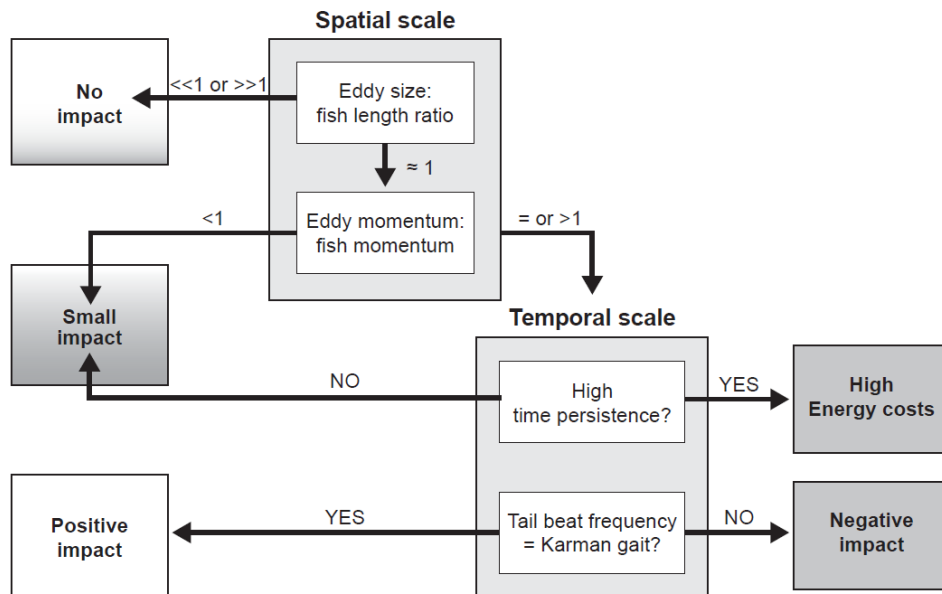 Spatial scale
No
impact
<<1 or >>1
Eddy size:
fish length ratio
≈ 1
<1
Eddy momentum:
fish momentum
= or >1
Small
impact
Temporal scale
NO
High
time persistence?
YES
High
Energy costs
Positive
impact
YES
Tail beat frequency
= Karman gait?
NO
Negative
impact